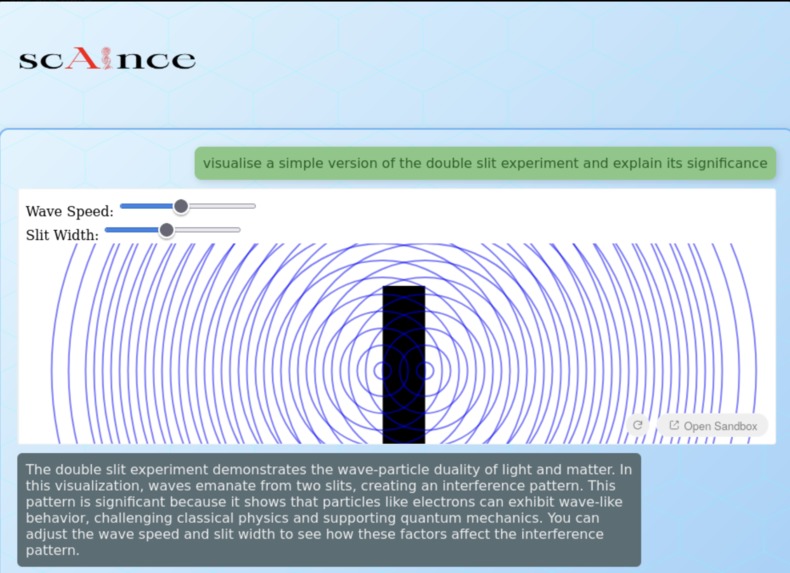 scAince
visualise a simple version of the double slit experiment and explain its significance
Wave Speed:
Slit Width:
Open Sandbox
The double slit experiment demonstrates the wave-particle duality of light and matter. In
this visualization, waves emanate from two slits, creating an interference pattern. This
pattern is significant because it shows that particles like electrons can exhibit wave-like
behavior, challenging classical physics and supporting quantum mechanics. You can
adjust the wave speed and slit width to see how these factors affect the interference
pattern.